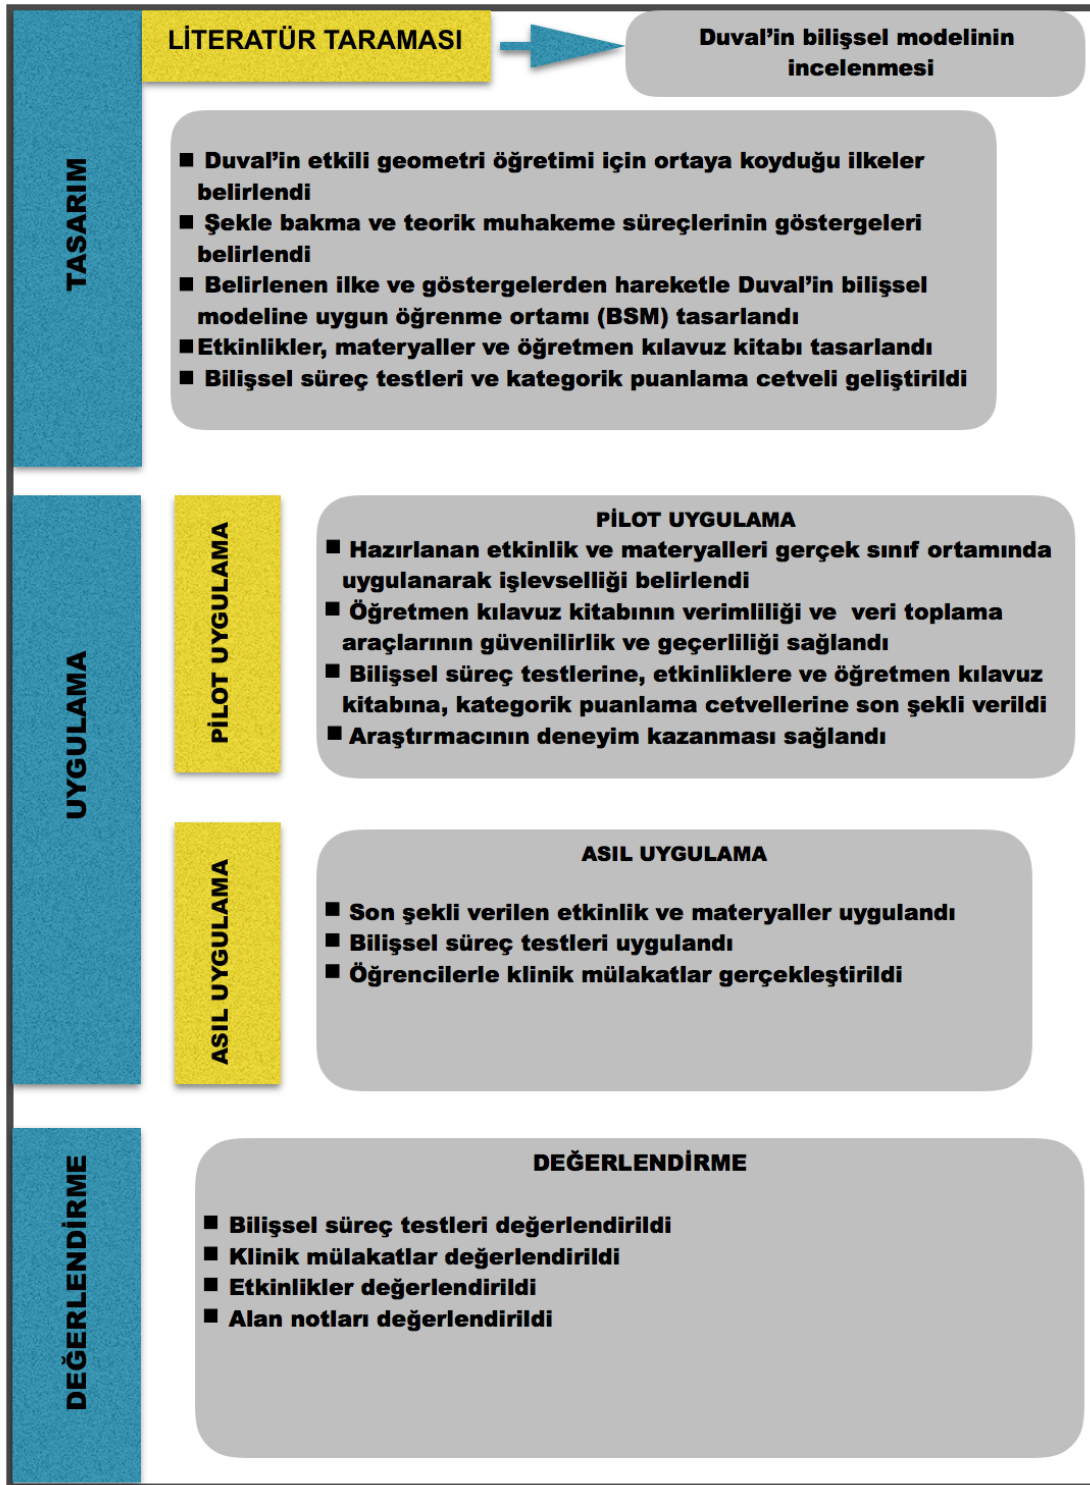 TASARIM
LİTERATÜR TARAMASI
Duval’in bilişsel modelinin
incelenmesi
■ Duval’in etkili geometri öğretimi için ortaya koyduğu ilkeler
belirlendi
■ Şekle bakma ve teorik muhakeme süreçlerinin göstergeleri
belirlendi
■ Belirlenen ilke ve göstergelerden hareketle Duval’in bilişsel
modeline uygun öğrenme ortamı (BSM) tasarlandı
■ Etkinlikler, materyaller ve öğretmen kılavuz kitabı tasarlandı
■ Bilişsel süreç testleri ve kategorik puanlama cetveli geliştirildi
UYGULAMA
PİLOT UYGULAMA
PİLOT UYGULAMA
■ Hazırlanan etkinlik ve materyalleri gerçek sınıf ortamında
uygulanarak işlevselliği belirlendi
■ Öğretmen kılavuz kitabının verimliliği ve veri toplama
araçlarının güvenilirlik ve geçerliliği sağlandı
■ Bilişsel süreç testlerine, etkinliklere ve öğretmen kılavuz
kitabına, kategorik puanlama cetvellerine son şekli verildi
■ Araştırmacının deneyim kazanması sağlandı
ASIL UYGULAMA
ASIL UYGULAMA
■ Son şekli verilen etkinlik ve materyaller uygulandı
■ Bilişsel süreç testleri uygulandı
■ Öğrencilerle klinik mülakatlar gerçekleştirildi
DEĞERLENDİRME
DEĞERLENDİRME
■ Bilişsel süreç testleri değerlendirildi
■ Klinik mülakatlar değerlendirildi
■ Etkinlikler değerlendirildi
■ Alan notları değerlendirildi